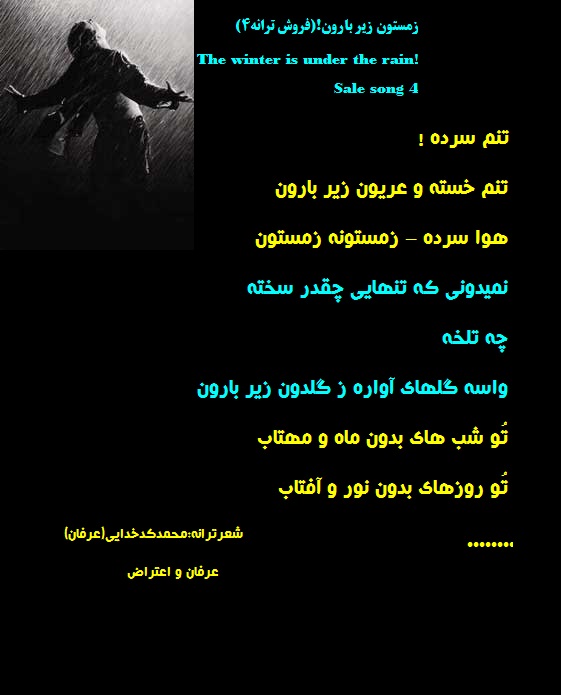 زمستون زیر بارون!(فروش ترانه۴)
The winter is under the rain!
Sale song 4
تنم سرده !
تنم خسته و عریون زیر بارون
هوا سرده – زمستونه زمستون
نمیدونی که تنهایی چقدر سخته
چه تلخه
واسه گلهای آواره ز گلدون زیر بارون
تُو شب های بدون ماه و مهتاب
تُو روزهای بدون نور و آفتاب
........
شعرترانه:محمدکدخدایی(عرفان)
عرفان و اعتراض